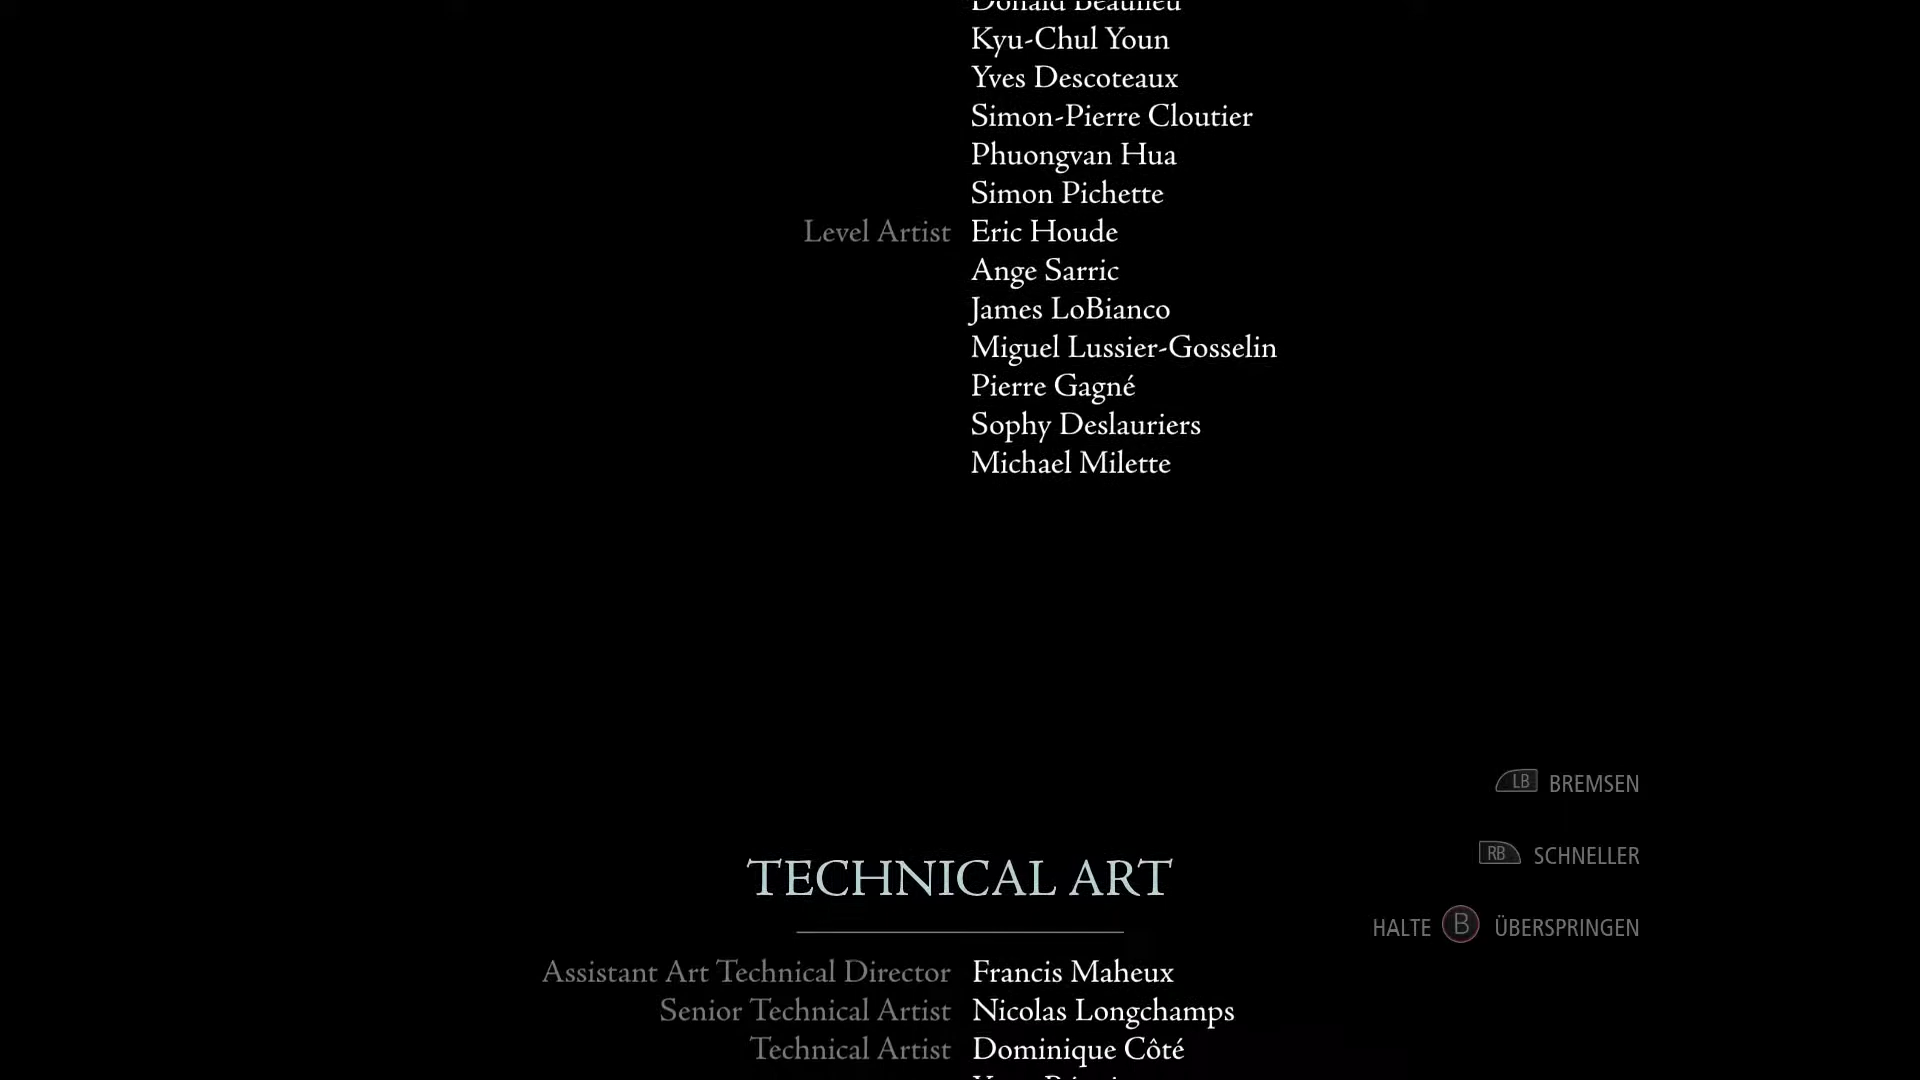 Donald Beaulieu
Kyu-Chul Youn
Yves Descoteaux
Simon-Pierre Cloutier
Phuongvan Hua
Simon Pichette
Level Artist Eric Houde
Ange Sarric
James LoBianco
Miguel Lussier-Gosselin
Pierre Gagné
Sophy Deslauriers
Michael Milette
LB BREMSEN
RB SCHNELLER
HALTE B ÜBERSPRINGEN
TECHNICAL ART
Assistant Art Technical Director Francis Maheux
Senior Technical Artist Nicolas Longchamps
Technical Artist Dominique Côté